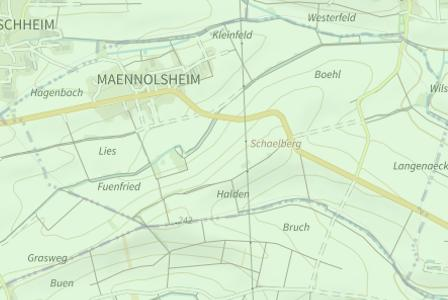 Westerfeld
SCHHEIM
Kleinfeld
MAENNOLSHEIM
Boehl
Hagenbach
Wils
Schaelberg
Lies
Langenaeck
Fuenfried
Halden
242
Bruch
Grasweg
Buen